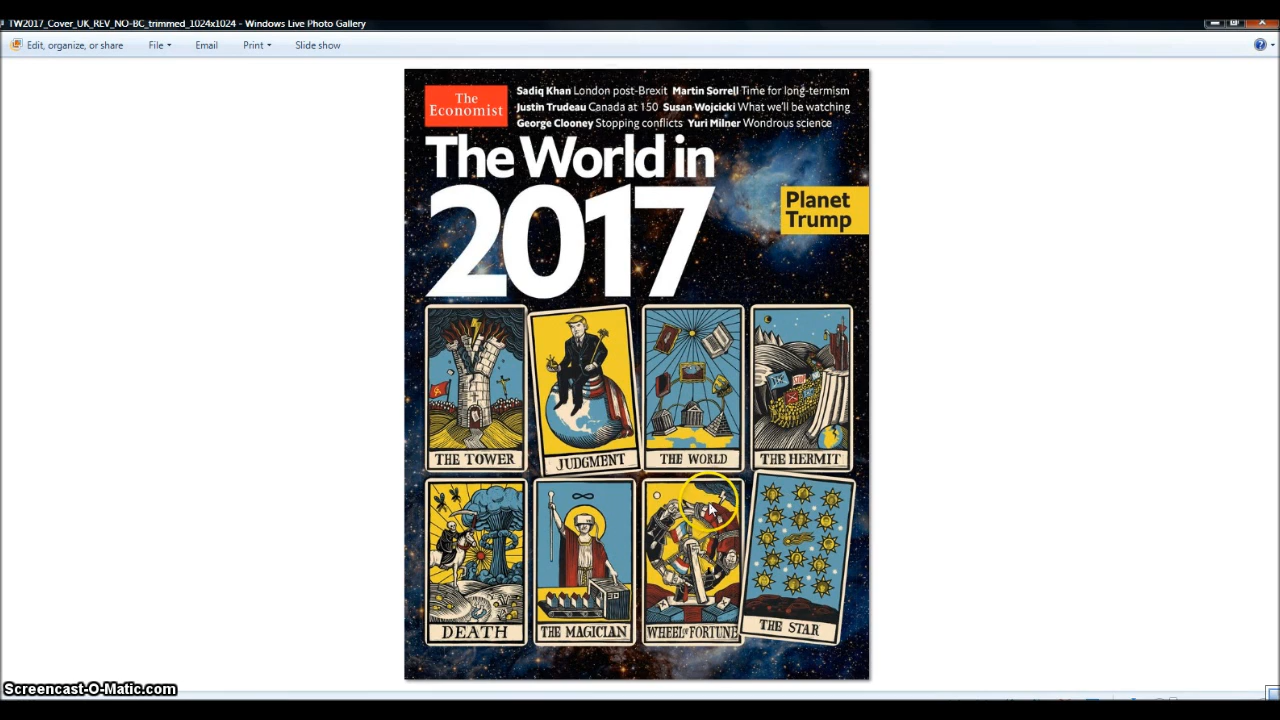 TW2017_Cover_UK_REV_NO-BC_trimmed_1024x1024 - Windows Live Photo Gallery
Edit, organize, or share File Email Print Slide show
The
Economist
Sadiq Khan London post-Brexit Martin Sorrell Time for long-termism
Justin Trudeau Canada at 150 Susan Wojcicki What we'll be watching
George Clooney Stopping conflicts Yuri Milner Wondrous science
The World in
2017
Planet
Trump
THE TOWER
JUDGMENT
THE WORLD
THE HERMIT
DEATH
THE MAGICIAN
WHEEL OF FORTUNE
THE STAR
Screencast-O-Matic.com